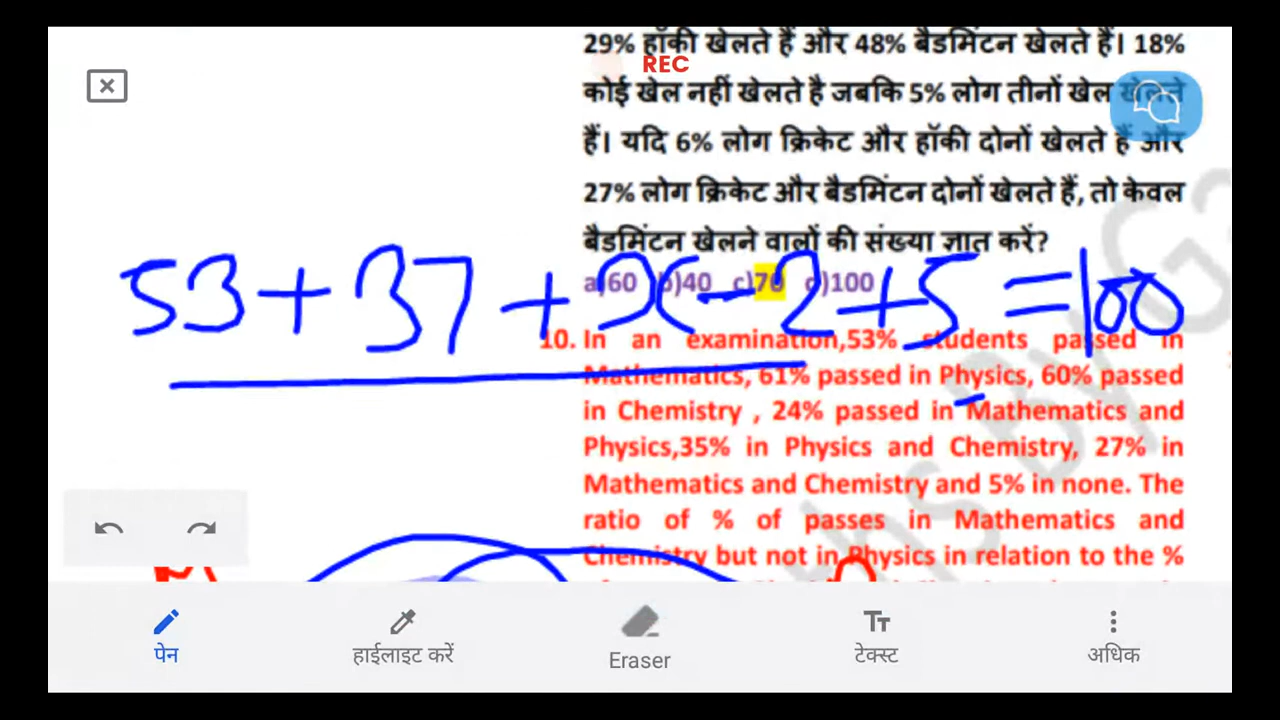 29% हॉकी खेलते हैं और 48% बैडमिंटन खेलते हैं। 18%
REC
कोई खेल नहीं खेलते है जबकि 5% लोग तीनों खेल खेलते
हैं। यदि 6% लोग क्रिकेट और हॉकी दोनों खेलते हैं और
27% लोग क्रिकेट और बैडमिंटन दोनों खेलते हैं, तो केवल
बैडमिंटन खेलने वालों की संख्या ज्ञात करें?
a)60 b)40 c)70 d)100
53+37+x-2+5=100
10. In an examination,53% students passed in
Mathematics, 61% passed in Physics, 60% passed
in Chemistry , 24% passed in Mathematics and
Physics,35% in Physics and Chemistry, 27% in
Mathematics and Chemistry and 5% in none. The
ratio of % of passes in Mathematics and
Chemistry but not in Physics in relation to the %
पेन
हाईलाइट करें
Eraser
टेक्स्ट
अधिक